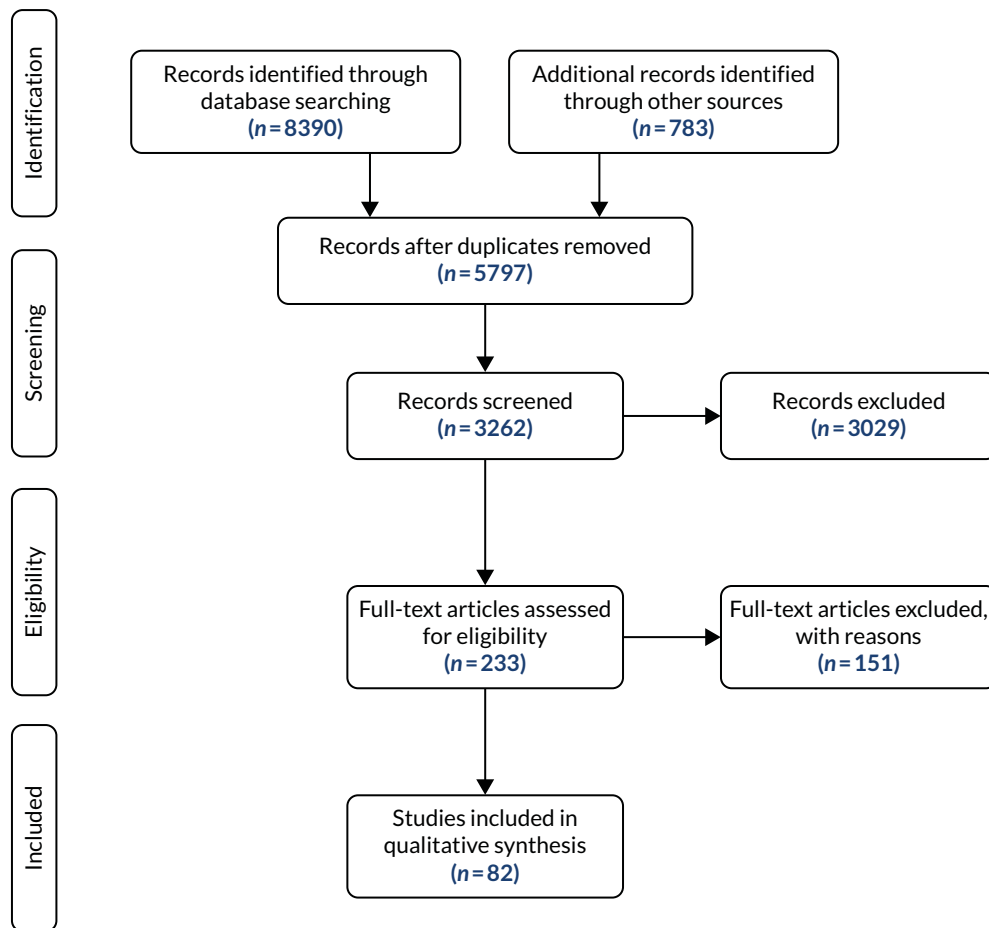 Identification
Records identified through
database searching
(n=8390)
Additional records identified
through other sources
(n=783)
Records after duplicates removed
(n=5797)
Screening
Records screened
(n=3262)
Records excluded
(n=3029)
Eligibility
Full-text articles assessed
for eligibility
(n=233)
Full-text articles excluded,
with reasons
(n=151)
Included
Studies included in
qualitative synthesis
(n=82)